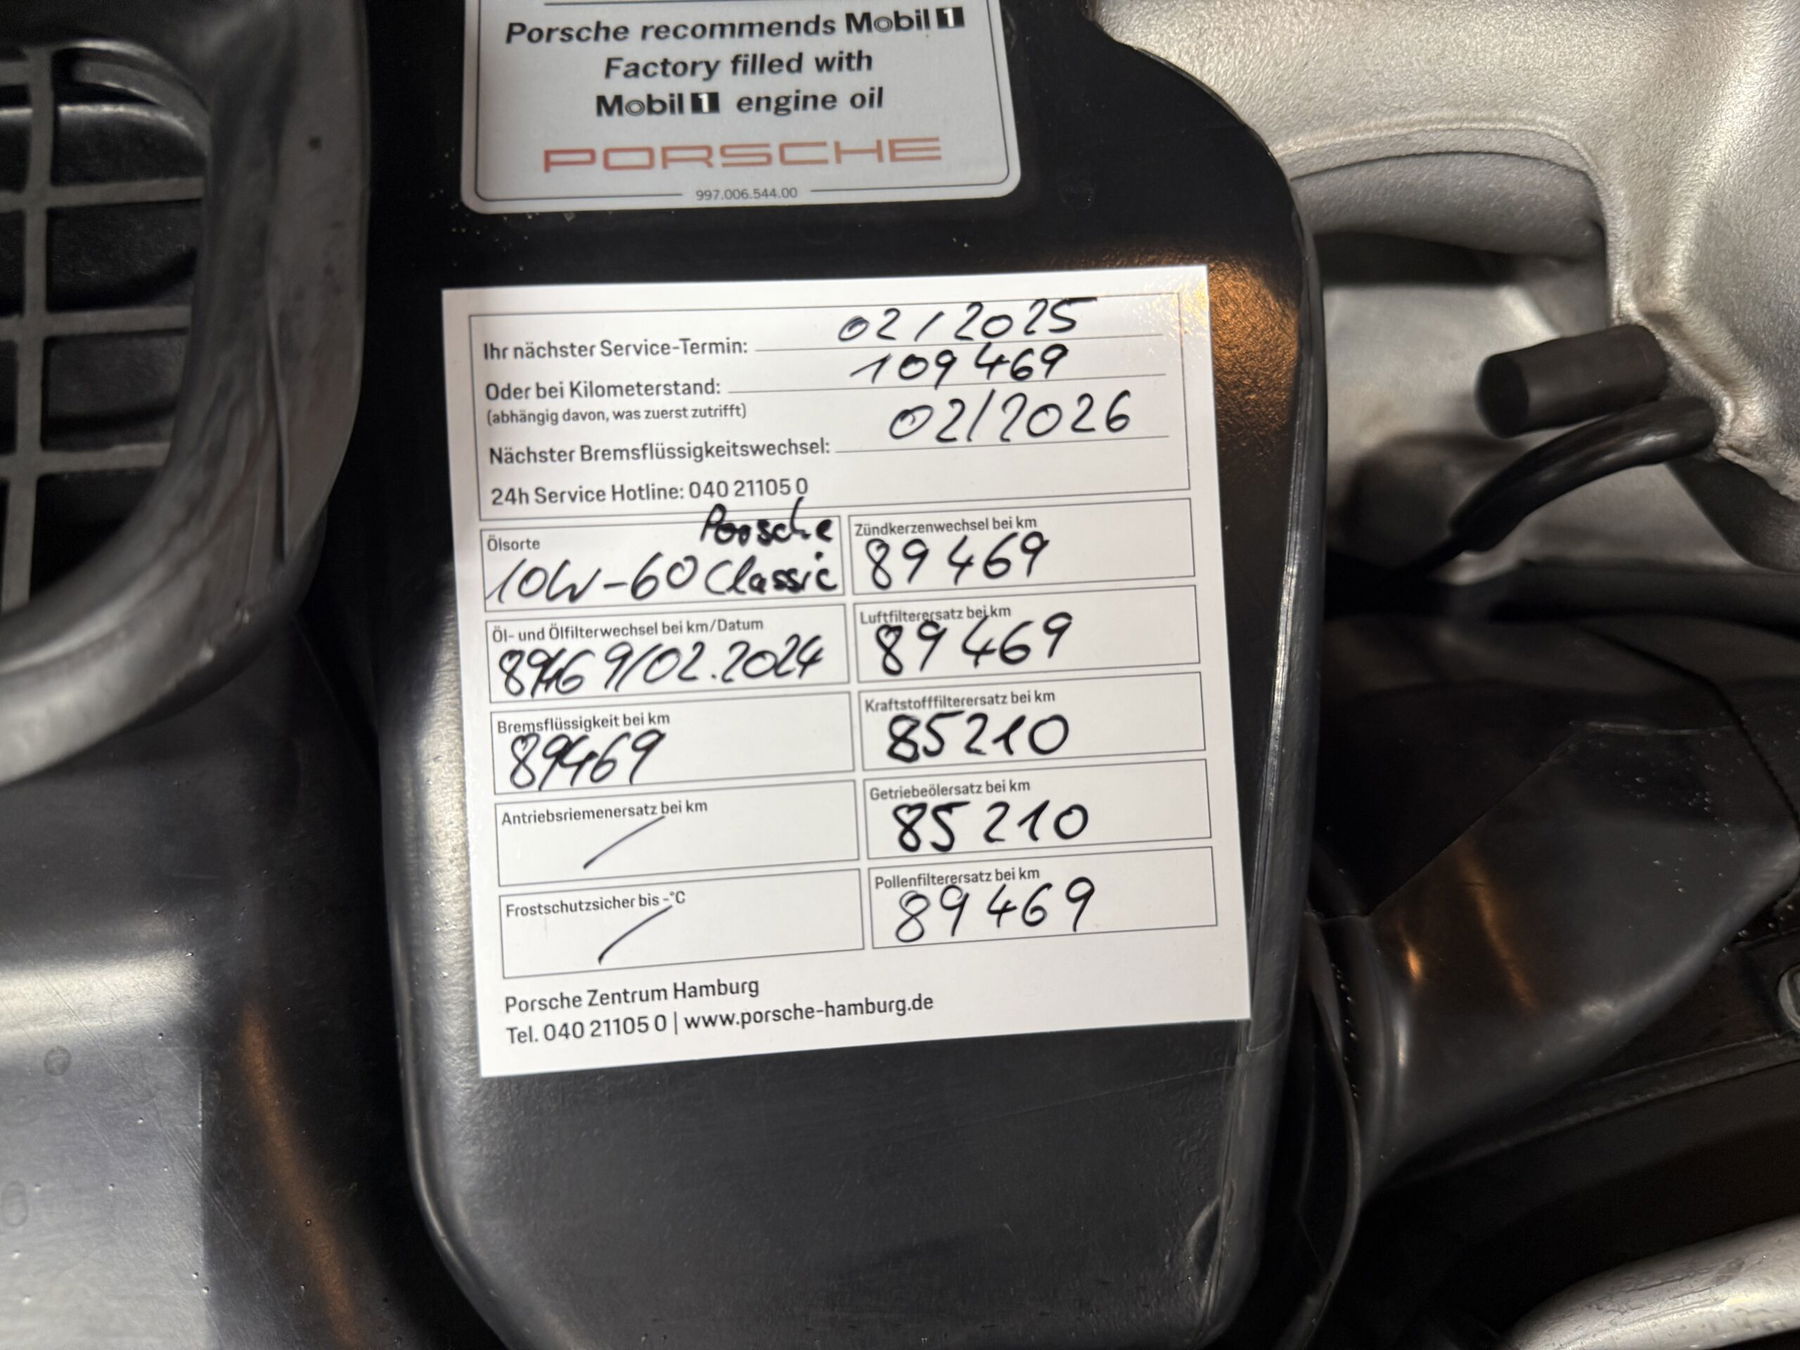 Porsche recommends Mobil 1
Factory filled with
Mobil 1 engine oil
PORSCHE
997.006.544.00
Ihr nächster Service-Termin: 02/2025
Oder bei Kilometerstand: 109469
(abhängig davon, was zuerst zutrifft)
Nächster Bremsflüssigkeitswechsel: 02/2026
24h Service Hotline: 040 21105 0
Ölsorte
Porsche
10W-60 Classic
Zündkerzenwechsel bei km
89469
Öl- und Ölfilterwechsel bei km/Datum
89469/02.2024
Luftfilterersatz bei km
89469
Bremsflüssigkeit bei km
89469
Kraftstofffilterersatz bei km
85210
Antriebsriemenersatz bei km
Getriebeölersatz bei km
85210
Frostschutzsicher bis -°C
Pollenfilterersatz bei km
89469
Porsche Zentrum Hamburg
Tel. 040 21105 0 | www.porsche-hamburg.de